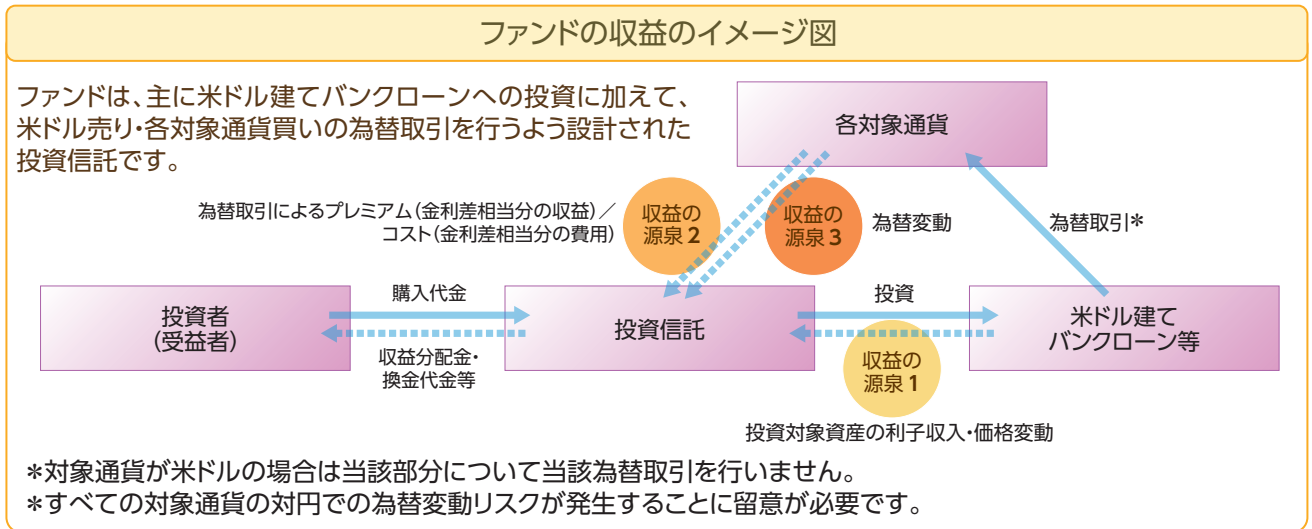 ファンドの収益のイメージ図
ファンドは、主に米ドル建てバンクローンへの投資に加えて、
米ドル売り・各対象通貨買いの為替取引を行うよう設計された
投資信託です。
各対象通貨
為替取引によるプレミアム(金利差相当分の収益)／
コスト(金利差相当分の費用)
収益の
源泉2
収益の
源泉3
為替変動
為替取引*
投資者
(受益者)
購入代金
収益分配金・
換金代金等
投資信託
投資
収益の
源泉1
投資対象資産の利子収入・価格変動
米ドル建て
バンクローン等
*対象通貨が米ドルの場合は当該部分について当該為替取引を行いません。
*すべての対象通貨の対円での為替変動リスクが発生することに留意が必要です。